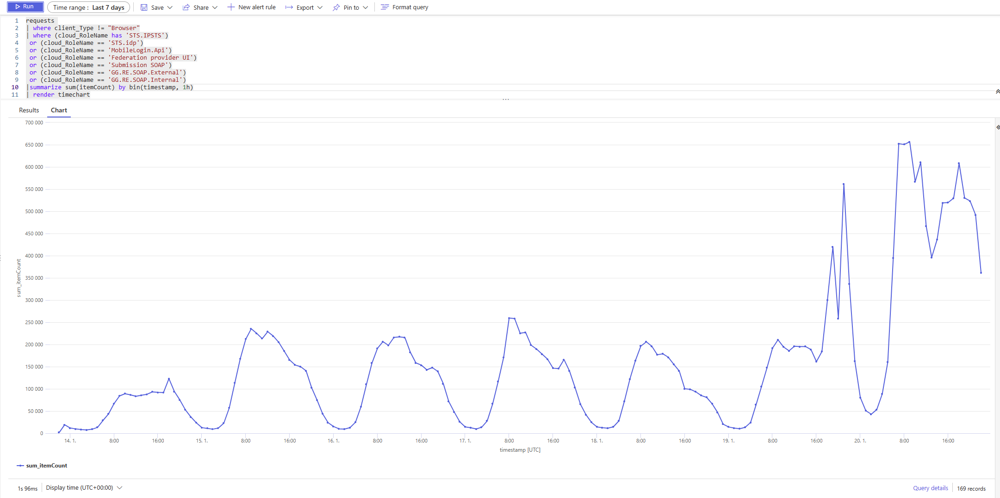 Run Time range : Last 7 days Save Share New alert rule Export Pin to Format query
1 requests
2 | where client_Type != "Browser"
3 | where (cloud_RoleName has 'STS.IPSTS')
4 or (cloud_RoleName == 'STS.idp')
5 or (cloud_RoleName == 'MobileLogin.Api')
6 or (cloud_RoleName == 'Federation provider UI')
7 or (cloud_RoleName == 'Submission SOAP')
8 or (cloud_RoleName == 'GG.RE.SOAP.External')
9 or (cloud_RoleName == 'GG.RE.SOAP.Internal')
10 |summarize sum(itemCount) by bin(timestamp, 1h)
11 | render timechart
Results Chart
700 000
650 000
600 000
550 000
500 000
450 000
400 000
350 000
300 000
250 000
200 000
150 000
100 000
50 000
0
sum_itemCount
14. 1. 8:00 16:00 15. 1. 8:00 16:00 16. 1. 8:00 16:00 17. 1. 8:00 16:00 18. 1. 8:00 16:00 19. 1. 8:00 16:00 20. 1. 8:00 16:00
timestamp [UTC]
sum_itemCount
1s 96ms Display time (UTC+00:00) Query details 169 records